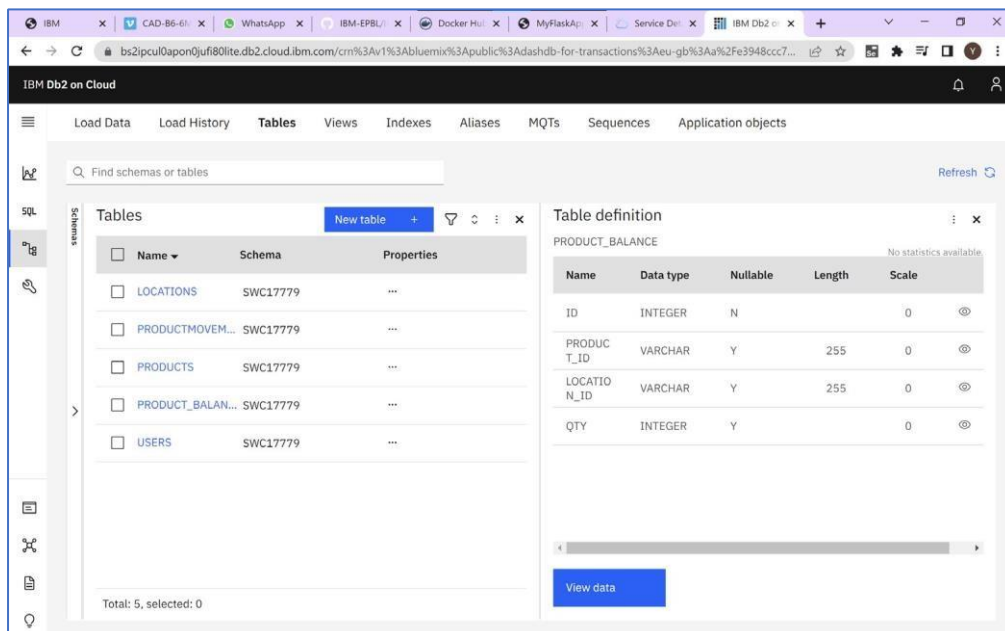 IBM
CAD-B6-6M
WhatsApp
IBM-EPBL/
Docker Hu
MyFlaskAp
Service Det
IBM Db2 o
bs2ipcul0apon0jufi80lite.db2.cloud.ibm.com/crn%3Av1%3Abluemix%3Apublic%3Adashdb-for-transactions%3Aeu-gb%3Aa%2Fe3948ccc7...
Y
IBM Db2 on Cloud
Load Data Load History Tables Views Indexes Aliases MQTs Sequences Application objects
Find schemas or tables
Refresh
SQL
Schemas
Tables
New table +
Name Schema Properties
LOCATIONS SWC17779 ...
PRODUCTMOVEM... SWC17779 ...
PRODUCTS SWC17779 ...
PRODUCT_BALAN... SWC17779 ...
USERS SWC17779 ...
Total: 5, selected: 0
Table definition
PRODUCT_BALANCE
No statistics available.
Name Data type Nullable Length Scale
ID INTEGER N 0
PRODUC
T_ID VARCHAR Y 255 0
LOCATIO
N_ID VARCHAR Y 255 0
QTY INTEGER Y 0
View data